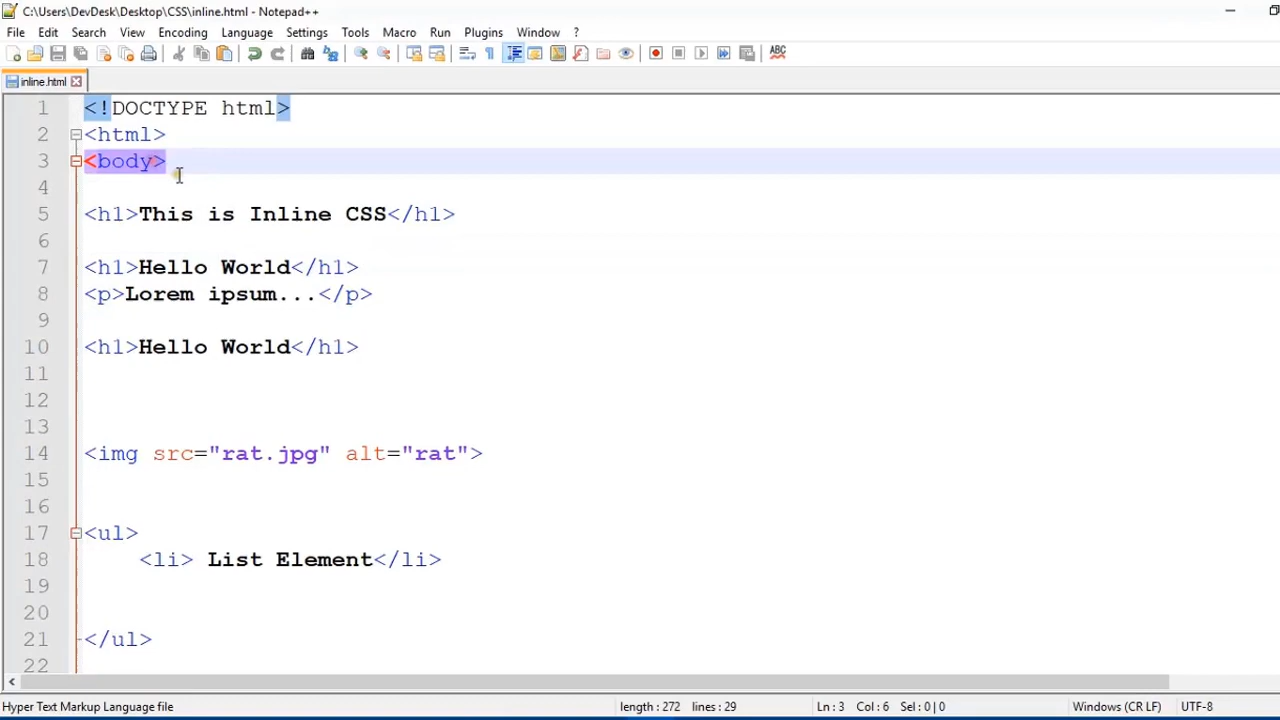 C:\Users\DevDesk\Desktop\CSS\inline.html - Notepad++
File Edit Search View Encoding Language Settings Tools Macro Run Plugins Window ?
ABC
inline.html
1 <!DOCTYPE html>
2 <html>
3 <body>
4
5 <h1>This is Inline CSS</h1>
6
7 <h1>Hello World</h1>
8 <p>Lorem ipsum...</p>
9
10 <h1>Hello World</h1>
11
12
13
14 <img src="rat.jpg" alt="rat">
15
16
17 <ul>
18 <li> List Element</li>
19
20
21 </ul>
22
Hyper Text Markup Language file length : 272 lines : 29 Ln : 3 Col : 6 Sel : 0 | 0 Windows (CR LF) UTF-8